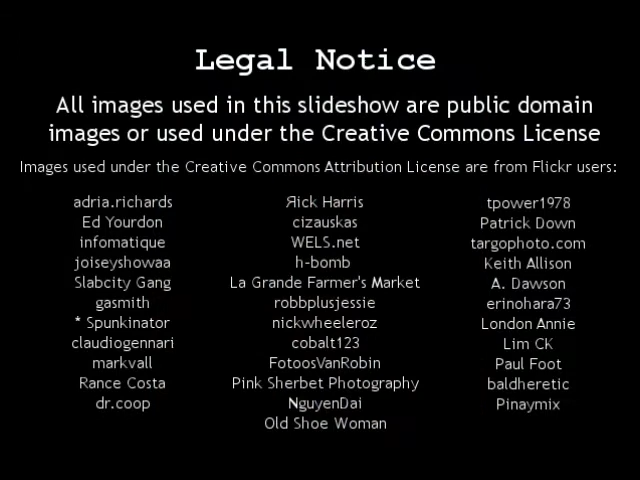 Legal Notice
All images used in this slideshow are public domain
images or used under the Creative Commons License
Images used under the Creative Commons Attribution License are from Flickr users:
adria.richards
Ed Yourdon
infomatique
joiseyshowaa
Slabcity Gang
gasmith
* Spunkinator
claudiogennari
markvall
Rance Costa
dr.coop
Яick Harris
cizauskas
WELS.net
h-bomb
La Grande Farmer's Market
robbplusjessie
nickwheeleroz
cobalt123
FotoosVanRobin
Pink Sherbet Photography
NguyenDai
Old Shoe Woman
tpower1978
Patrick Down
targophoto.com
Keith Allison
A. Dawson
erinohara73
London Annie
Lim CK
Paul Foot
baldheretic
Pinaymix